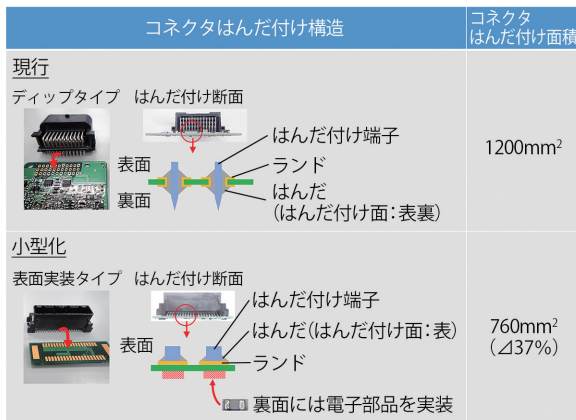 コネクタはんだ付け構造
コネクタ
はんだ付け面積
現行
ディップタイプ はんだ付け断面
はんだ付け端子
ランド
はんだ
(はんだ付け面:表裏)
表面
裏面
1200mm²
小型化
表面実装タイプ はんだ付け断面
はんだ付け端子
はんだ(はんだ付け面:表)
ランド
表面
裏面には電子部品を実装
760mm²
(⊿37%)